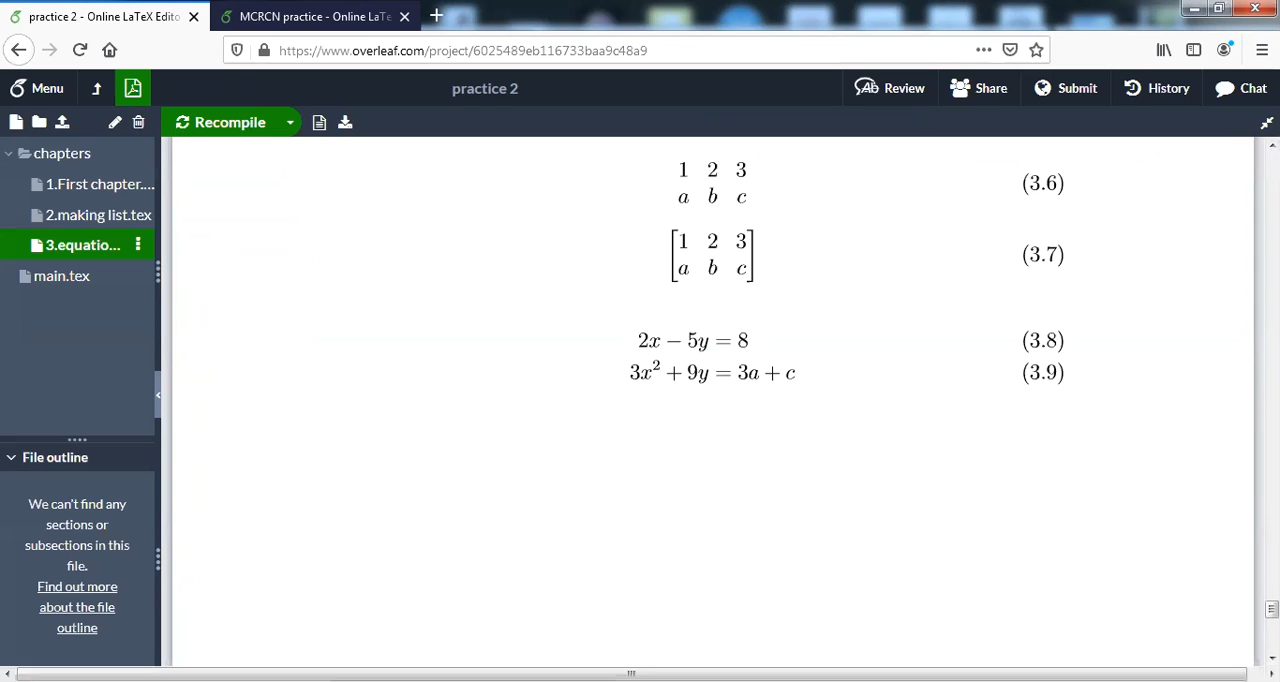 practice 2 - Online LaTeX Edito
MCRCN practice - Online LaTe
https://www.overleaf.com/project/6025489eb116733baa9c48a9
Menu
practice 2
Review
Share
Submit
History
Chat
Recompile
chapters
1.First chapter....
2.making list.tex
3.equatio...
main.tex
File outline
We can't find any
sections or
subsections in this
file.
Find out more
about the file
outline
1 2 3 (3.6)
a b c
[1 2 3
a b c] (3.7)
2x − 5y = 8 (3.8)
3x² + 9y = 3a + c (3.9)